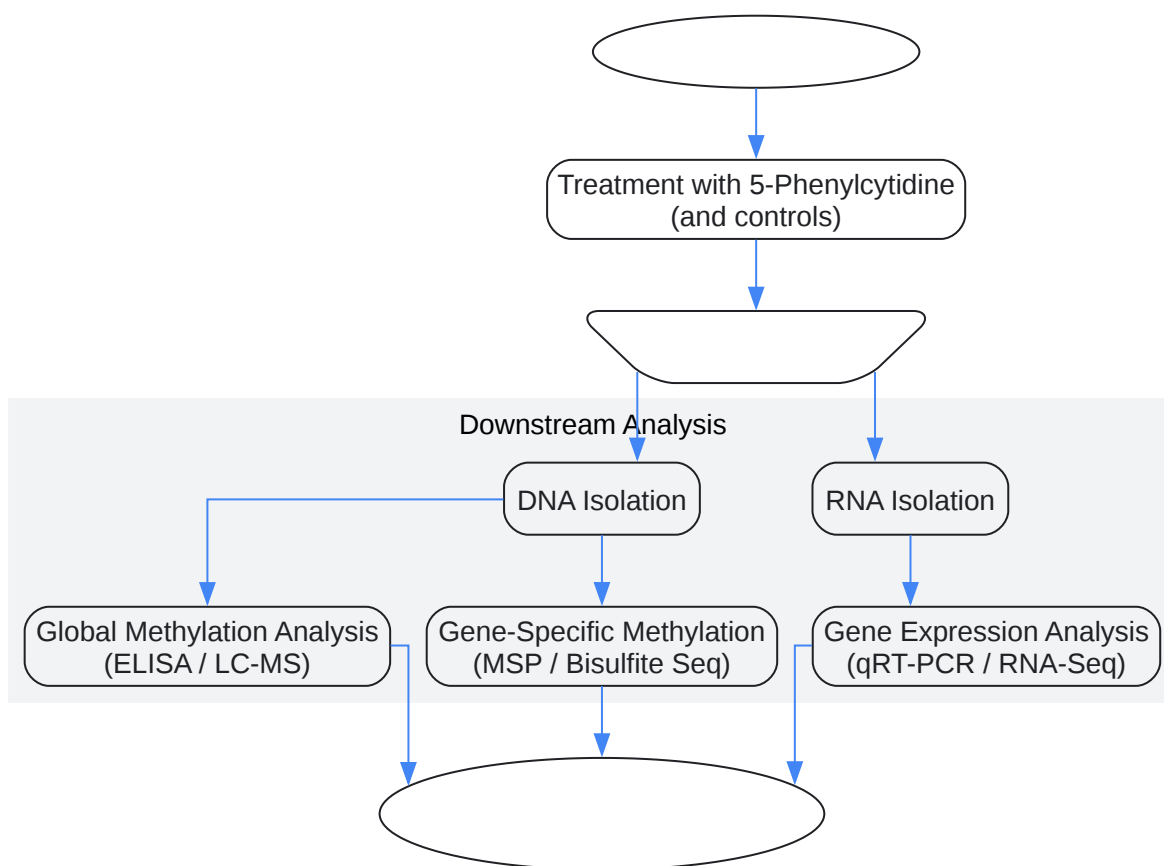 Treatment with 5-Phenylcytidine
(and controls)
Downstream Analysis
DNA Isolation
RNA Isolation
Global Methylation Analysis
(ELISA / LC-MS)
Gene-Specific Methylation
(MSP / Bisulfite Seq)
Gene Expression Analysis
(qRT-PCR / RNA-Seq)